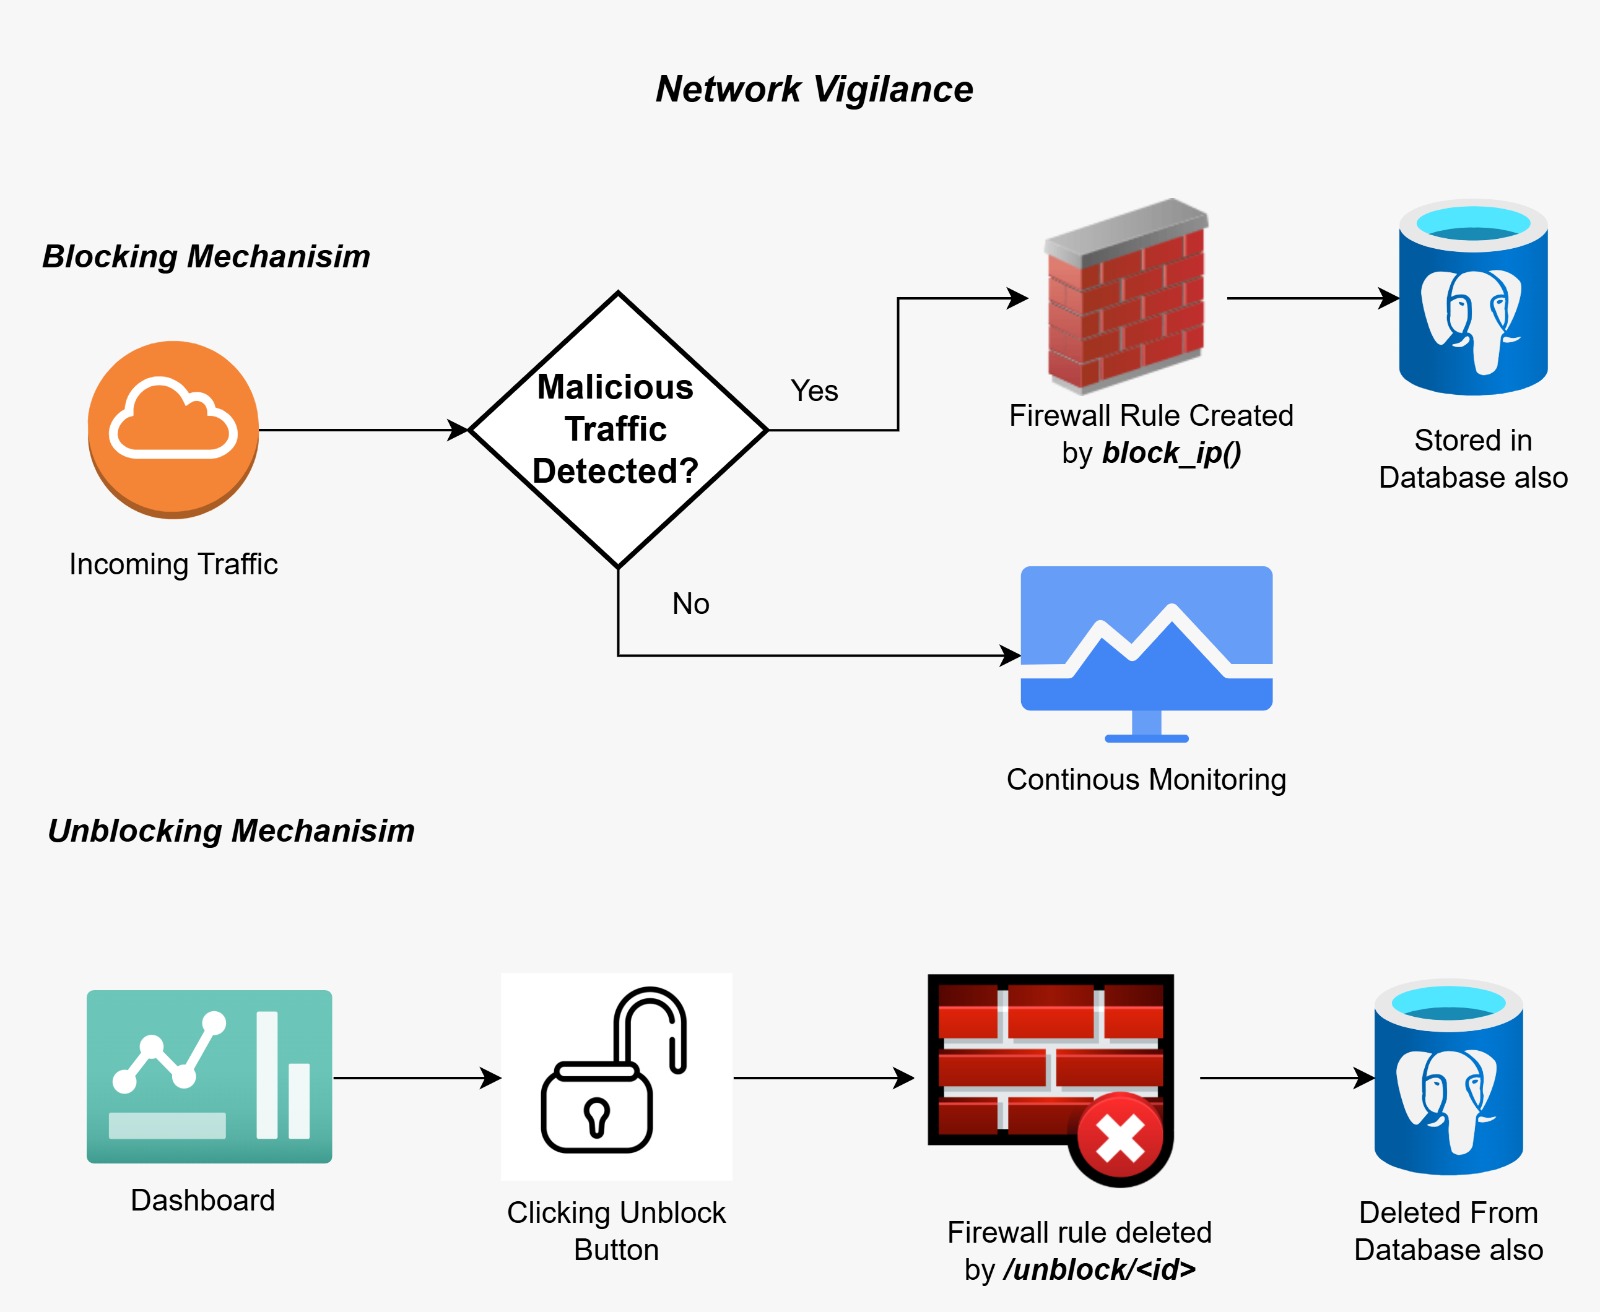 Network Vigilance
Blocking Mechanisim
Malicious
Traffic
Detected?
Yes
No
Incoming Traffic
Firewall Rule Created
by block_ip()
Stored in
Database also
Continous Monitoring
Unblocking Mechanisim
Dashboard
Clicking Unblock
Button
Firewall rule deleted
by /unblock/<id>
Deleted From
Database also